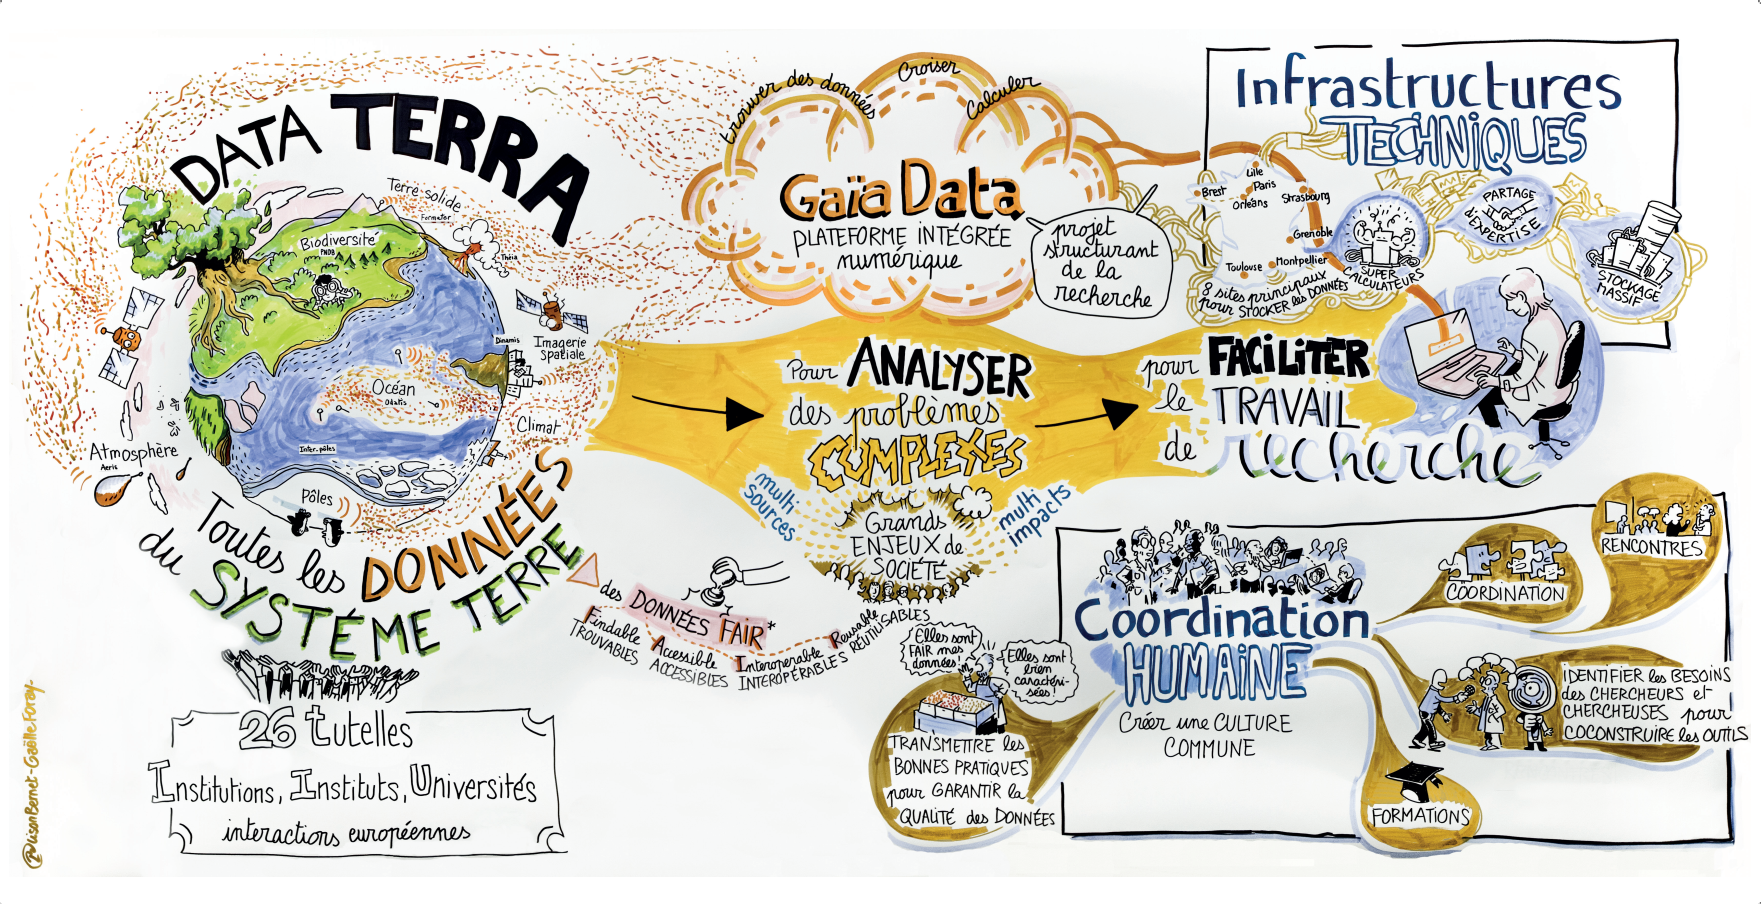 DATA TERRA
Terre solide
Formater
Biodiversité
PNDB
Théia
Dinamis
Imagerie
spatiale
Océan
Odatis
Climat
Inter.pôles
Atmosphère
Aeris
Pôles
Toutes les DONNÉES
du SYSTÉME TERRE
26 tutelles
Institutions, Instituts, Universités
interactions européennes
@AlisonBernet-GaëlleForay-
trouver des données
Croiser
Calculer
Gaïa Data
PLATEFORME INTÉGRÉE
numérique
projet
structurant
de la
recherche
Pour ANALYSER
des problèmes
COMPLEXES
multi
sources
multi
impacts
Grands
ENJEUX de
SOCIÉTÉ
des DONNÉES FAIR*
Findable
TROUVABLES
Accessible
ACCESSIBLES
Interoperable
INTEROPÉRABLES
Reusable
RÉUTILISABLES
pour FACILITER
le TRAVAIL
de recherche
Infrastructures
TECHNIQUES
Lille
Brest
Paris
Orléans
Strasbourg
Grenoble
Toulouse
Montpellier
8 sites principaux
pour STOCKER les DONNÉES
SUPER
CALCULATEURS
PARTAGE
d'EXPERTISE
STOCKAGE
MASSIF
Coordination
HUMAINE
Créer une CULTURE
COMMUNE
Elles sont
FAIR mes
données!
Elles sont
bien
caractéri-
sées!
TRANSMETTRE les
BONNES PRATIQUES
pour GARANTIR la
QUALITÉ des DONNÉES
COORDINATION
RENCONTRES
IDENTIFIER les BESOINS
des CHERCHEURS et
CHERCHEUSES pour
COCONSTRUIRE les OUTILS
FORMATIONS